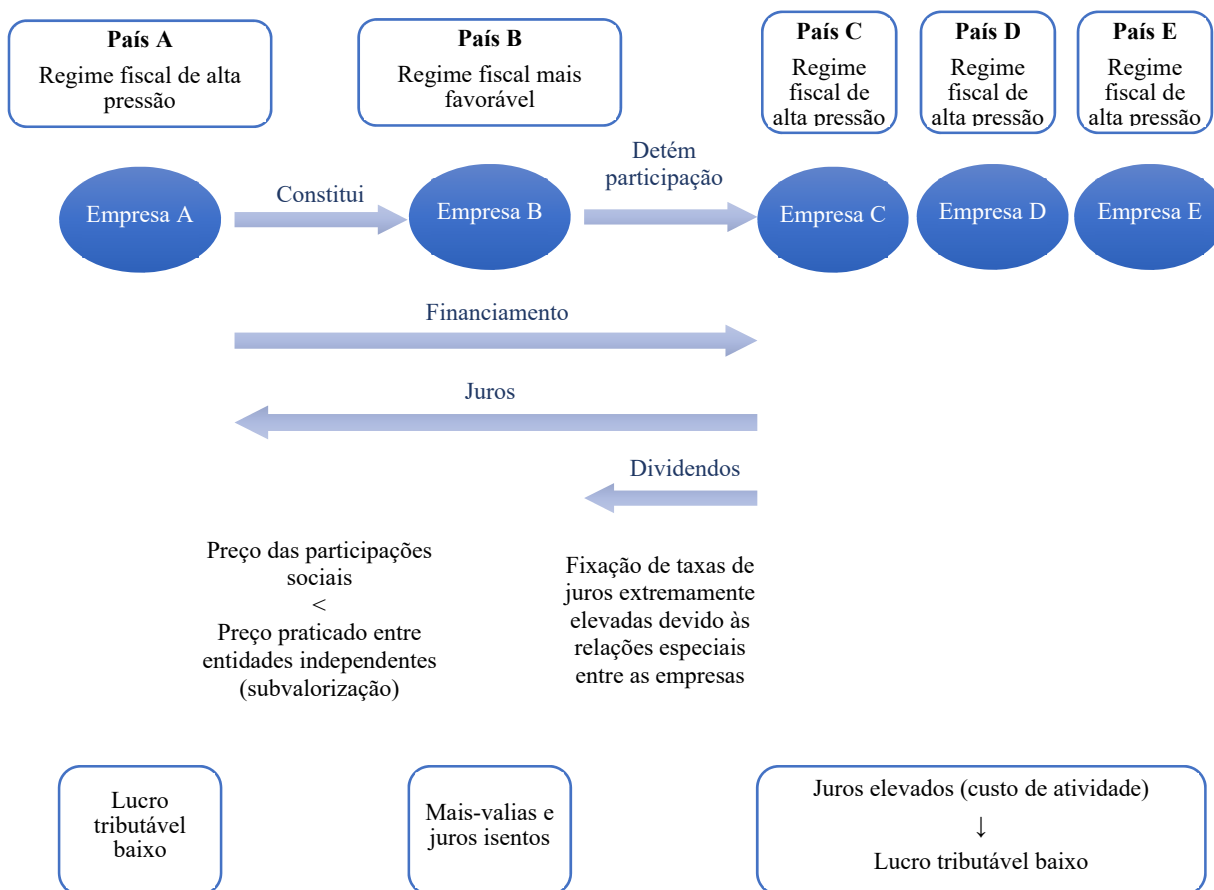 País A
Regime fiscal de alta
pressão
País B
Regime fiscal mais
favorável
País C
Regime
fiscal de
alta pressão
País D
Regime
fiscal de
alta pressão
País E
Regime
fiscal de
alta pressão
Empresa A
Constitui
Empresa B
Detém
participação
Empresa C
Empresa D
Empresa E
Financiamento
Juros
Dividendos
Preço das participações
sociais
<
Preço praticado entre
entidades independentes
(subvalorização)
Fixação de taxas de
juros extremamente
elevadas devido às
relações especiais
entre as empresas
Lucro
tributável
baixo
Mais-valias e
juros isentos
Juros elevados (custo de atividade)
↓
Lucro tributável baixo